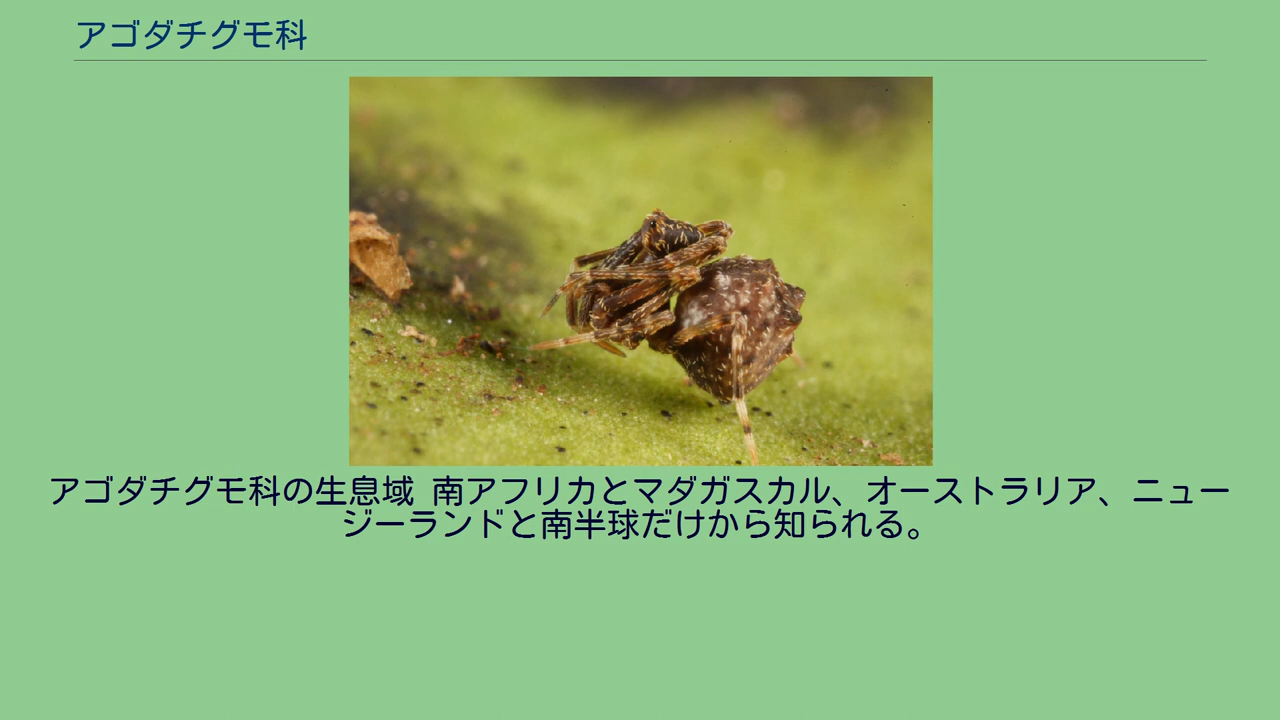 アゴダチグモ科
アゴダチグモ科の生息域 南アフリカとマダガスカル、オーストラリア、ニュー
ジーランドと南半球だけから知られる。